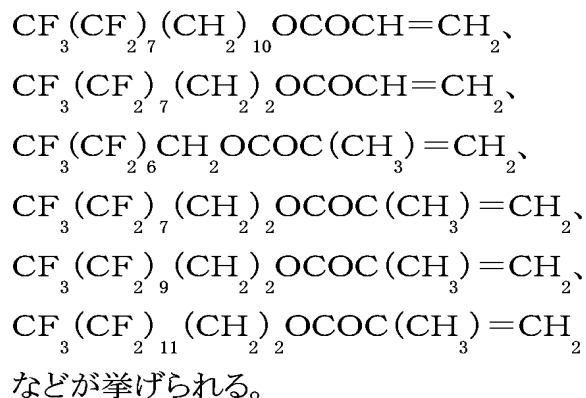 CF₃(CF₂)₇(CH₂)₁₀OCOCH＝CH₂、
CF₃(CF₂)₇(CH₂)₂OCOCH＝CH₂、
CF₃(CF₂)₆CH₂OCOC(CH₃)＝CH₂、
CF₃(CF₂)₇(CH₂)₂OCOC(CH₃)＝CH₂、
CF₃(CF₂)₉(CH₂)₂OCOC(CH₃)＝CH₂、
CF₃(CF₂)₁₁(CH₂)₂OCOC(CH₃)＝CH₂
などが挙げられる。